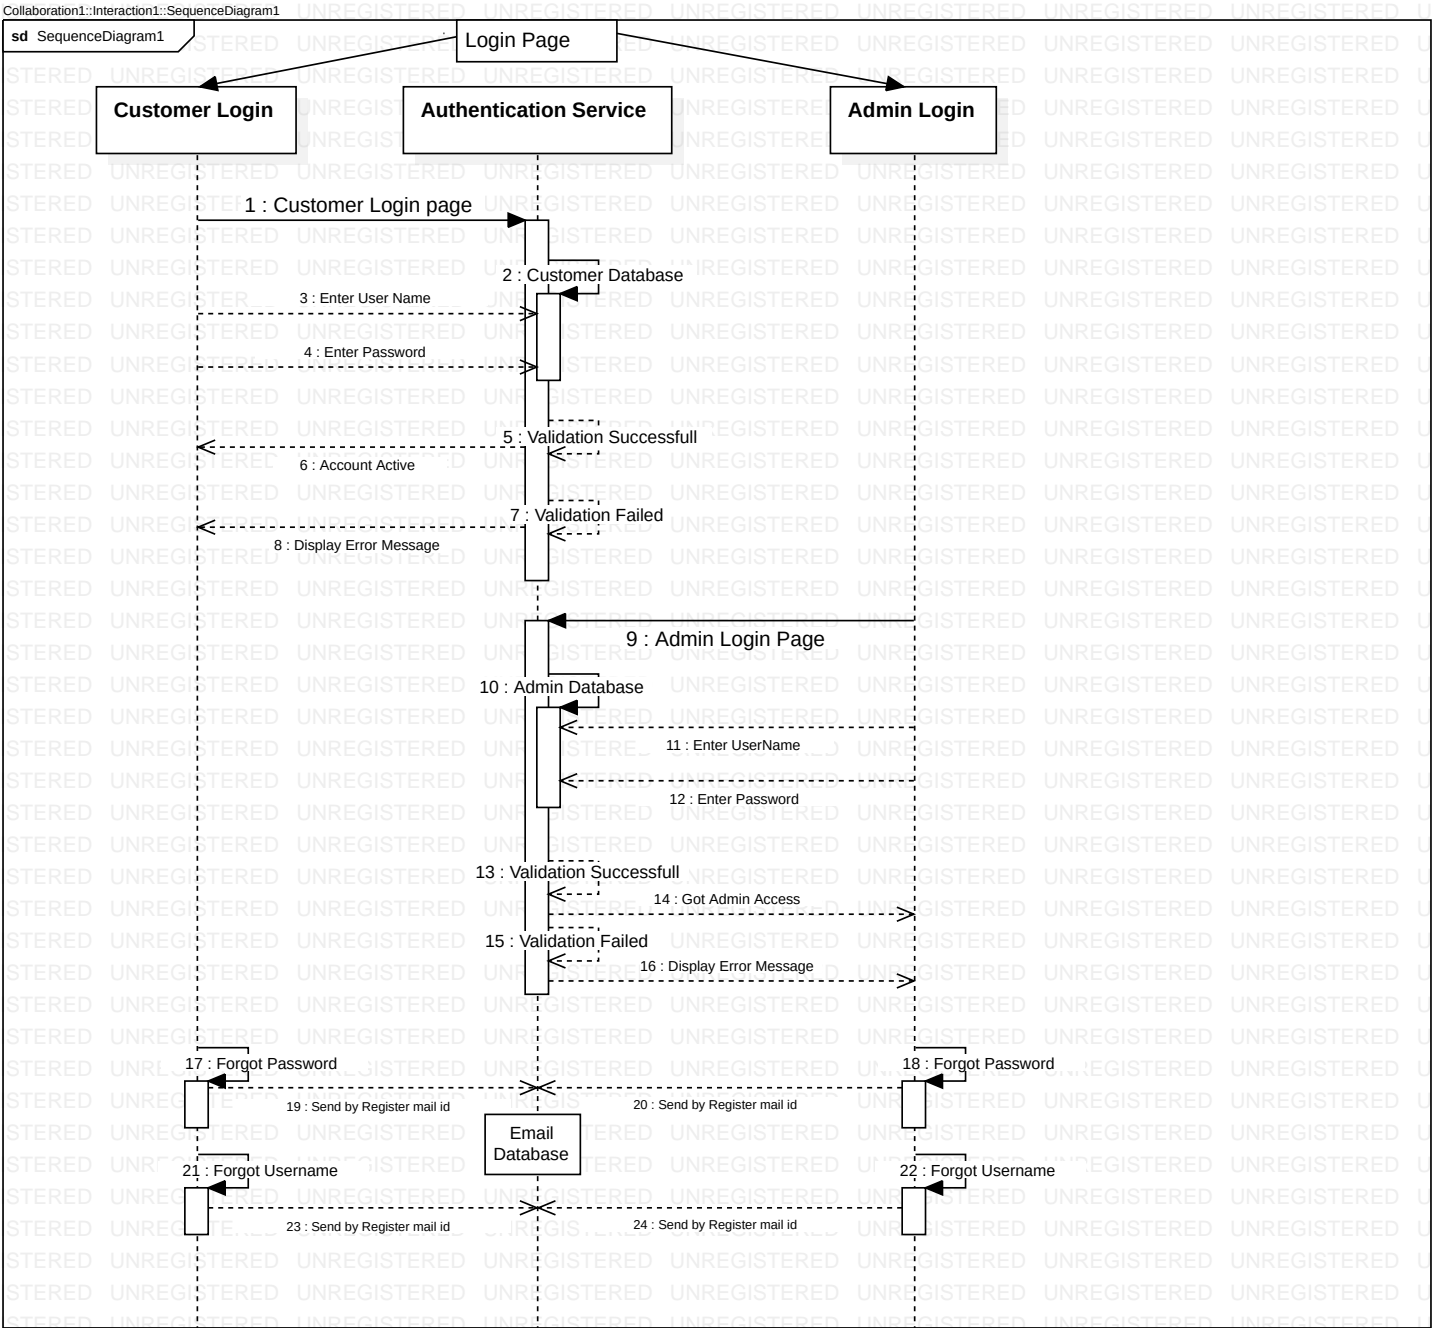 Collaboration1::Interaction1::SequenceDiagram1
sd SequenceDiagram1
Login Page
Customer Login
Authentication Service
Admin Login
1 : Customer Login page
2 : Customer Database
3 : Enter User Name
4 : Enter Password
5 : Validation Successfull
6 : Account Active
7 : Validation Failed
8 : Display Error Message
9 : Admin Login Page
10 : Admin Database
11 : Enter UserName
12 : Enter Password
13 : Validation Successfull
14 : Got Admin Access
15 : Validation Failed
16 : Display Error Message
17 : Forgot Password
18 : Forgot Password
19 : Send by Register mail id
20 : Send by Register mail id
Email
Database
21 : Forgot Username
22 : Forgot Username
23 : Send by Register mail id
24 : Send by Register mail id
UNREGISTERED